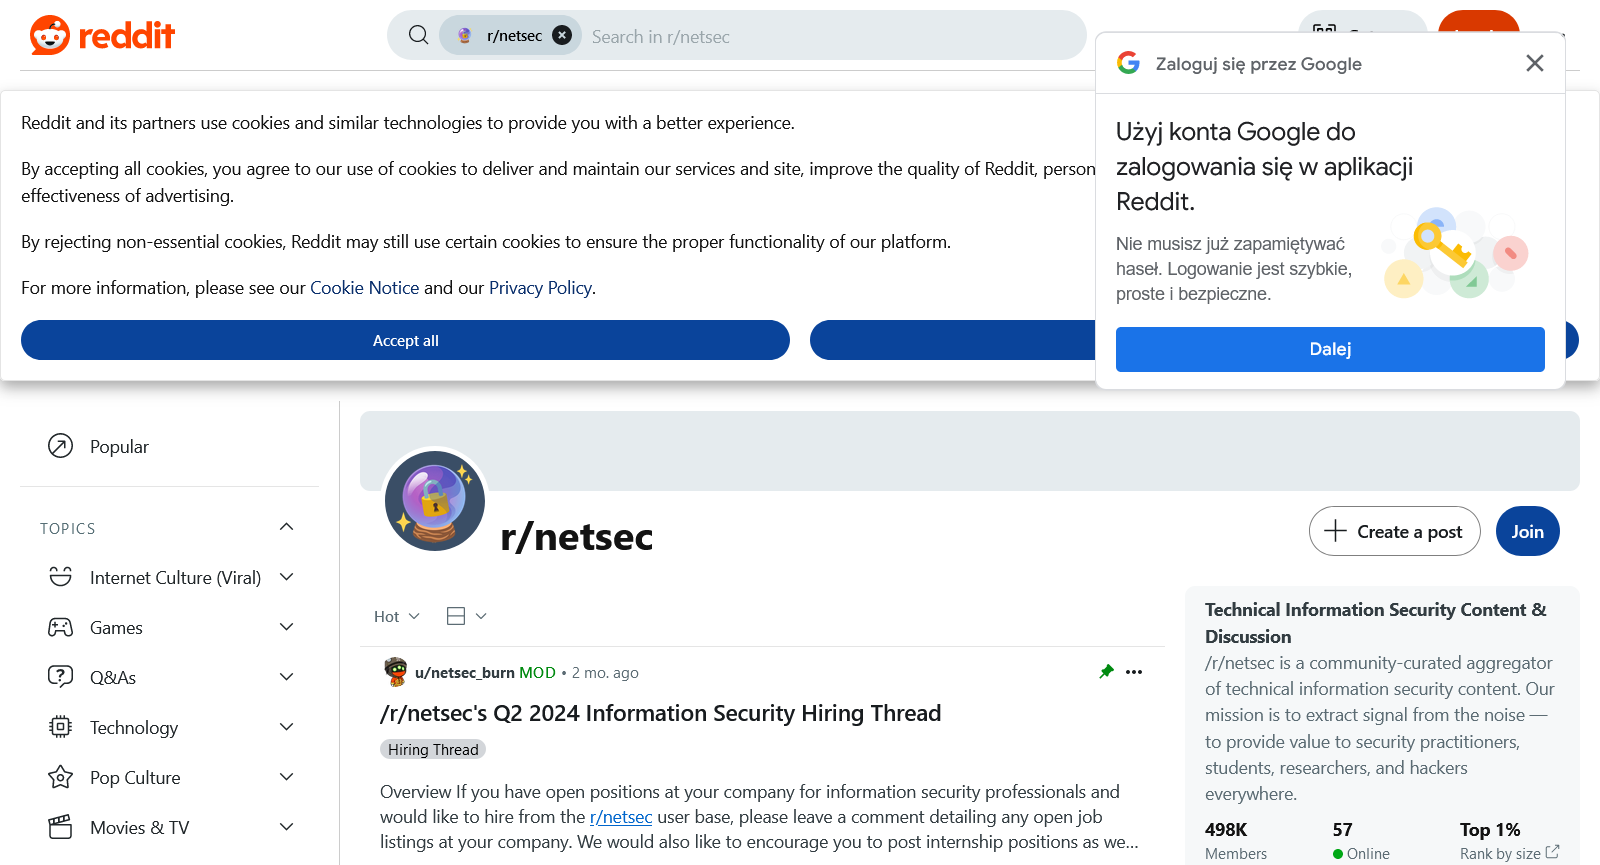 reddit
r/netsec
Search in r/netsec
Zaloguj się przez Google
Użyj konta Google do
zalogowania się w aplikacji
Reddit.
Nie musisz już zapamiętywać
haseł. Logowanie jest szybkie,
proste i bezpieczne.
Dalej
Reddit and its partners use cookies and similar technologies to provide you with a better experience.
By accepting all cookies, you agree to our use of cookies to deliver and maintain our services and site, improve the quality of Reddit, person
effectiveness of advertising.
By rejecting non-essential cookies, Reddit may still use certain cookies to ensure the proper functionality of our platform.
For more information, please see our Cookie Notice and our Privacy Policy.
Accept all
Popular
TOPICS
Internet Culture (Viral)
Games
Q&As
Technology
Pop Culture
Movies & TV
r/netsec
Create a post
Join
Hot
u/netsec_burn MOD • 2 mo. ago
/r/netsec's Q2 2024 Information Security Hiring Thread
Hiring Thread
Overview If you have open positions at your company for information security professionals and
would like to hire from the r/netsec user base, please leave a comment detailing any open job
listings at your company. We would also like to encourage you to post internship positions as we...
Technical Information Security Content &
Discussion
/r/netsec is a community-curated aggregator
of technical information security content. Our
mission is to extract signal from the noise —
to provide value to security practitioners,
students, researchers, and hackers
everywhere.
498K
Members
57
Online
Top 1%
Rank by size